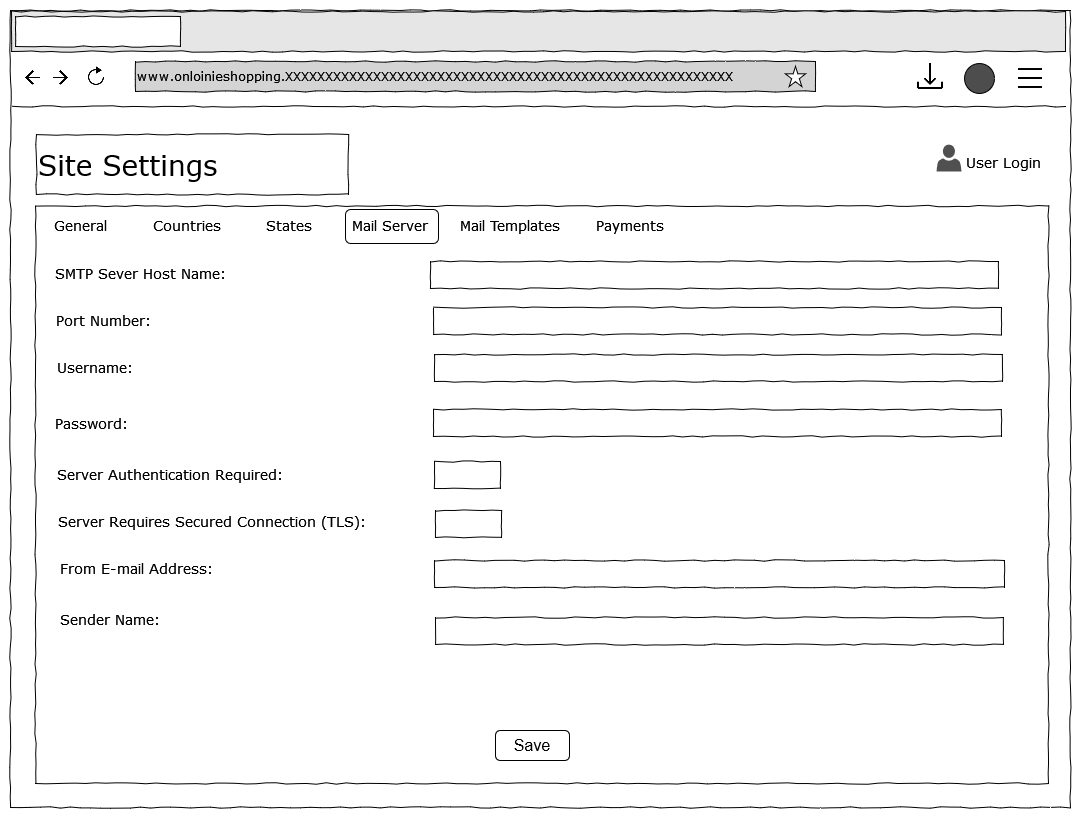 www.onloinieshopping.XXXXXXXXXXXXXXXXXXXXXXXXXXXXXXXXXXXXXXXXXXXXXXXXXXXXXXXX
Site Settings
User Login
General Countries States Mail Server Mail Templates Payments
SMTP Sever Host Name:
Port Number:
Username:
Password:
Server Authentication Required:
Server Requires Secured Connection (TLS):
From E-mail Address:
Sender Name:
Save